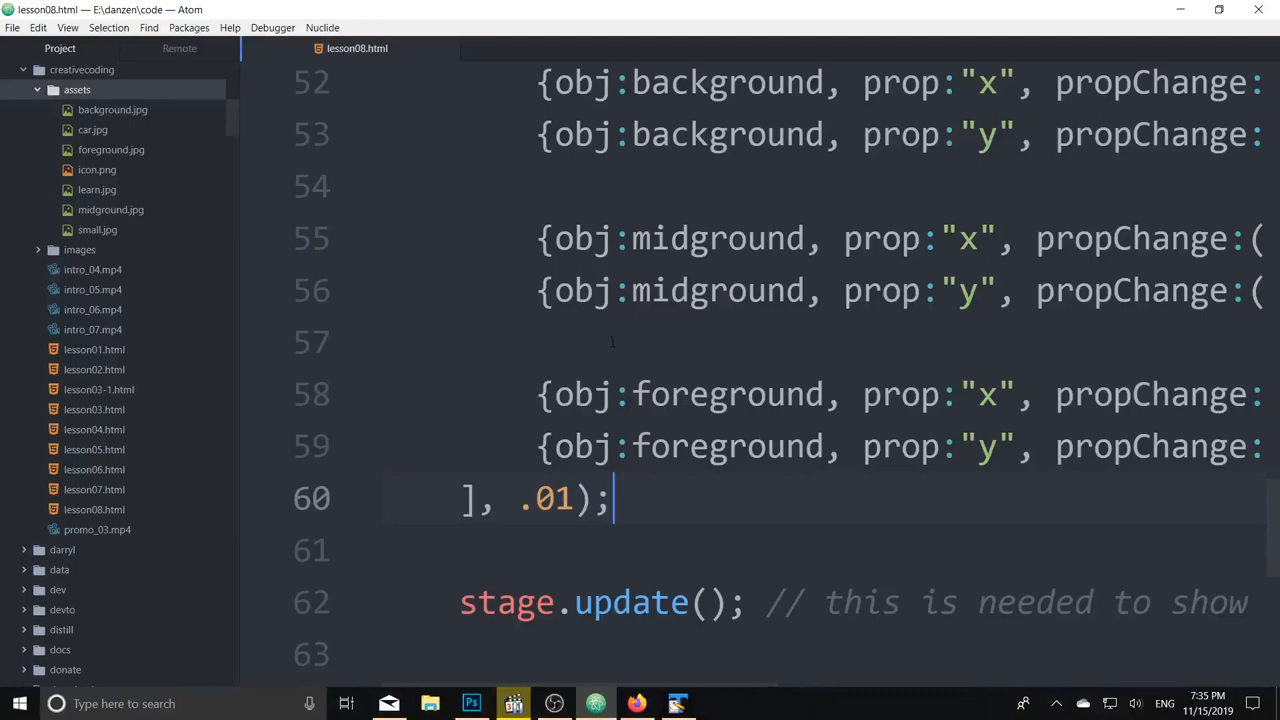 lesson08.html — E:\danzen\code — Atom
File Edit View Selection Find Packages Help Debugger Nuclide
Project Remote
lesson08.html
creativecoding
assets
background.jpg
car.jpg
foreground.jpg
icon.png
learn.jpg
midground.jpg
small.jpg
images
intro_04.mp4
intro_05.mp4
intro_06.mp4
intro_07.mp4
lesson01.html
lesson02.html
lesson03-1.html
lesson03.html
lesson04.html
lesson05.html
lesson06.html
lesson07.html
lesson08.html
promo_03.mp4
darryl
data
dev
devto
distill
docs
donate
52 {obj:background, prop:"x", propChange:
53 {obj:background, prop:"y", propChange:
54
55 {obj:midground, prop:"x", propChange:(
56 {obj:midground, prop:"y", propChange:(
57
58 {obj:foreground, prop:"x", propChange:
59 {obj:foreground, prop:"y", propChange:
60 ], .01);
61
62 stage.update(); // this is needed to show
63
Type here to search
ENG
7:35 PM
11/15/2019